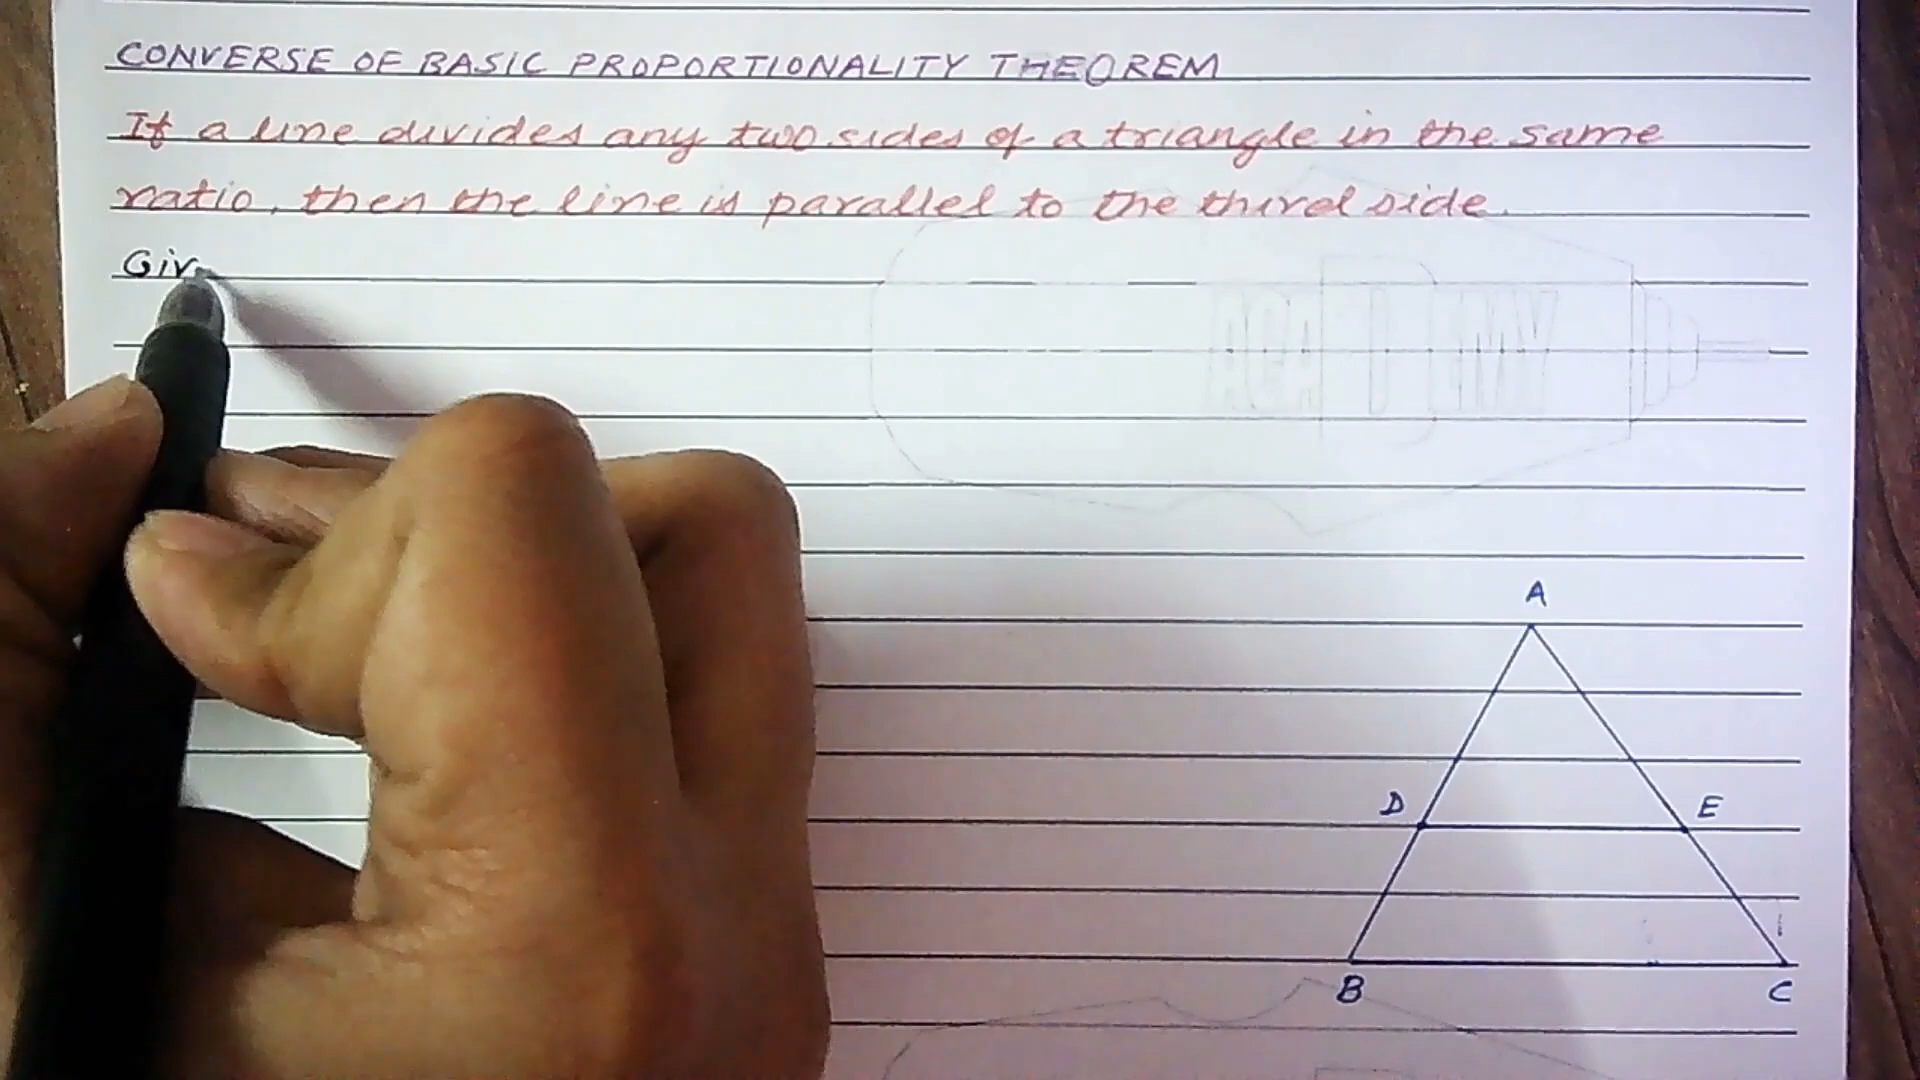 CONVERSE OF BASIC PROPORTIONALITY THEOREM
If a line divides any two sides of a triangle in the same
ratio, then the line is parallel to the third side.
Giv
ACADEMY
A
D E
B C